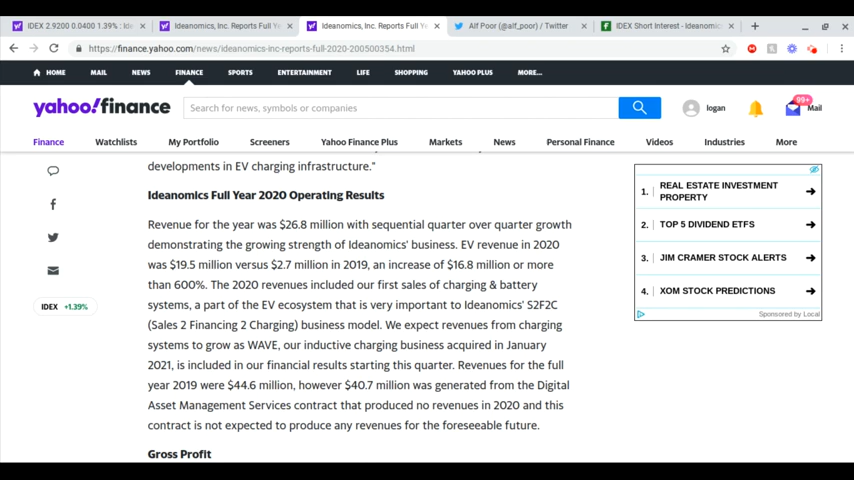 IDEX 2.9200 0.0400 1.39% : Ide
Ideanomics, Inc. Reports Full Ye
Ideanomics, Inc. Reports Full Ye
Alf Poor (@alf_poor) / Twitter
IDEX Short Interest - Ideanomic
https://finance.yahoo.com/news/ideanomics-inc-reports-full-2020-200500354.html
HOME MAIL NEWS FINANCE SPORTS ENTERTAINMENT LIFE SHOPPING YAHOO PLUS MORE...
yahoo!finance
Search for news, symbols or companies
logan
99+
Mail
Finance Watchlists My Portfolio Screeners Yahoo Finance Plus Markets News Personal Finance Videos Industries More
developments in EV charging infrastructure."
Ideanomics Full Year 2020 Operating Results
Revenue for the year was $26.8 million with sequential quarter over quarter growth
demonstrating the growing strength of Ideanomics' business. EV revenue in 2020
was $19.5 million versus $2.7 million in 2019, an increase of $16.8 million or more
than 600%. The 2020 revenues included our first sales of charging & battery
systems, a part of the EV ecosystem that is very important to Ideanomics' S2F2C
(Sales 2 Financing 2 Charging) business model. We expect revenues from charging
systems to grow as WAVE, our inductive charging business acquired in January
2021, is included in our financial results starting this quarter. Revenues for the full
year 2019 were $44.6 million, however $40.7 million was generated from the Digital
Asset Management Services contract that produced no revenues in 2020 and this
contract is not expected to produce any revenues for the foreseeable future.
Gross Profit
IDEX +1.39%
1. REAL ESTATE INVESTMENT
PROPERTY
2. TOP 5 DIVIDEND ETFS
3. JIM CRAMER STOCK ALERTS
4. XOM STOCK PREDICTIONS
Sponsored by Local